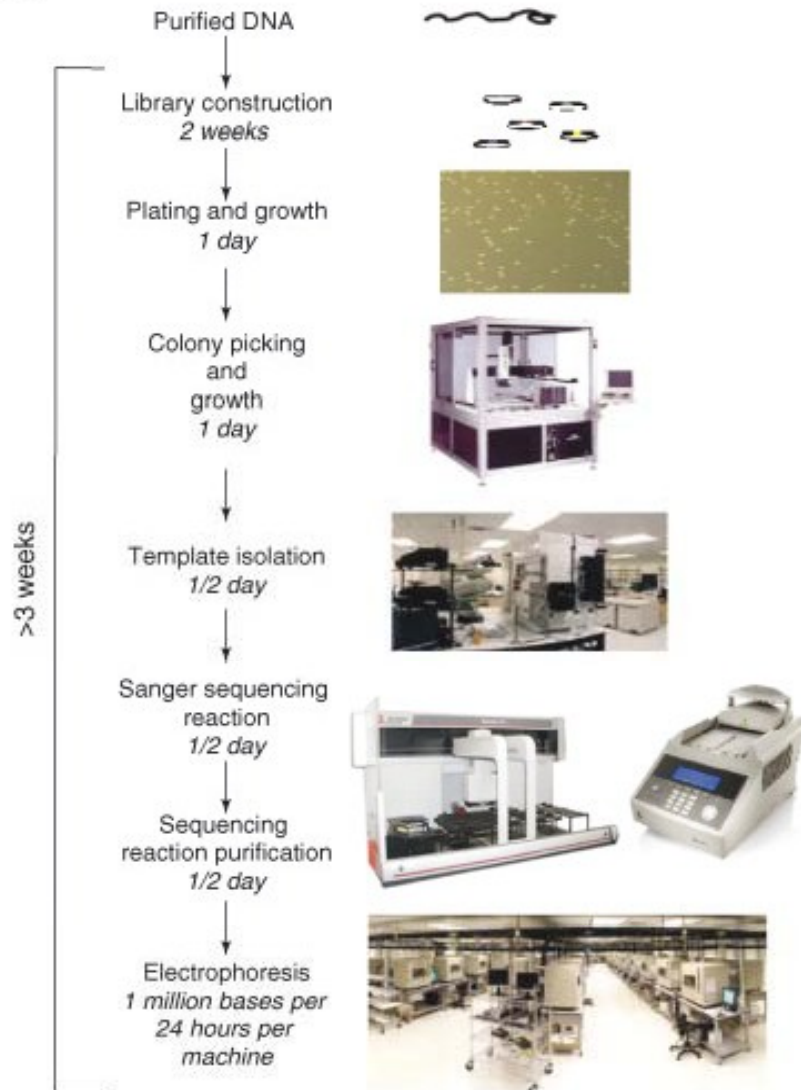 Purified DNA
Library construction
2 weeks
Plating and growth
1 day
Colony picking
and
growth
1 day
>3 weeks
Template isolation
1/2 day
Sanger sequencing
reaction
1/2 day
Sequencing
reaction purification
1/2 day
Electrophoresis
1 million bases per
24 hours per
machine